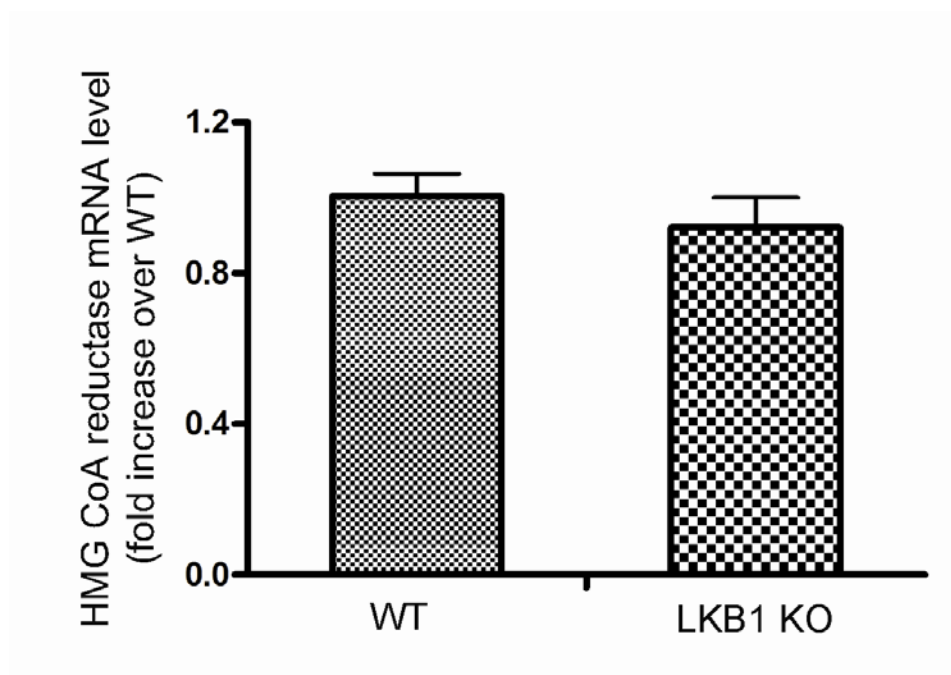 HMG CoA reductase mRNA level
(fold increase over WT)
1.2
0.8
0.4
0.0
WT
LKB1 KO